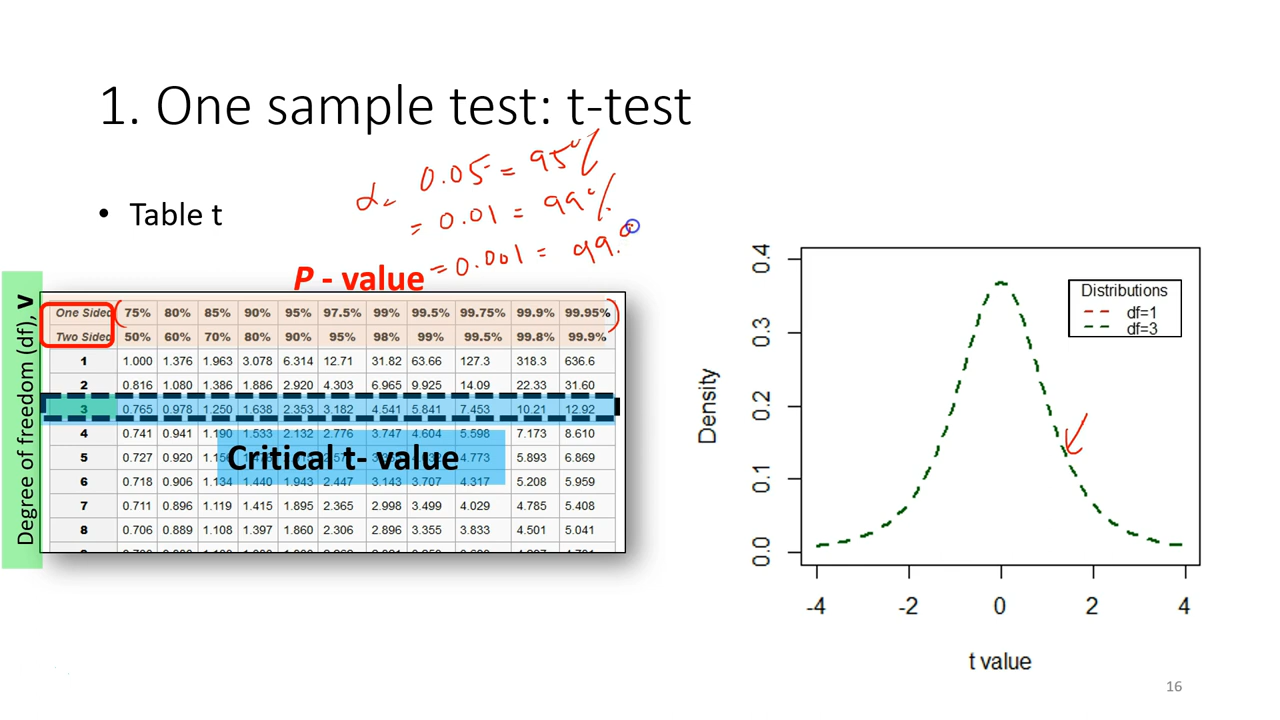 1. One sample test: t-test
α = 0.05 = 95%
• Table t
= 0.01 = 99%
P - value = 0.001 = 99.9
Degree of freedom (df), v
One Sided 75% 80% 85% 90% 95% 97.5% 99% 99.5% 99.75% 99.9% 99.95%
Two Sided 50% 60% 70% 80% 90% 95% 98% 99% 99.5% 99.8% 99.9%
1 1.000 1.376 1.963 3.078 6.314 12.71 31.82 63.66 127.3 318.3 636.6
2 0.816 1.080 1.386 1.886 2.920 4.303 6.965 9.925 14.09 22.33 31.60
3 0.765 0.978 1.250 1.638 2.353 3.182 4.541 5.841 7.453 10.21 12.92
4 0.741 0.941 1.190 1.533 2.132 2.776 3.747 4.604 5.598 7.173 8.610
5 0.727 0.920 4.773 5.893 6.869
Critical t- value
6 0.718 0.906 1.134 1.440 1.943 2.447 3.143 3.707 4.317 5.208 5.959
7 0.711 0.896 1.119 1.415 1.895 2.365 2.998 3.499 4.029 4.785 5.408
8 0.706 0.889 1.108 1.397 1.860 2.306 2.896 3.355 3.833 4.501 5.041
Density
0.4
0.3
0.2
0.1
0.0
Distributions
df=1
df=3
-4 -2 0 2 4
t value
16